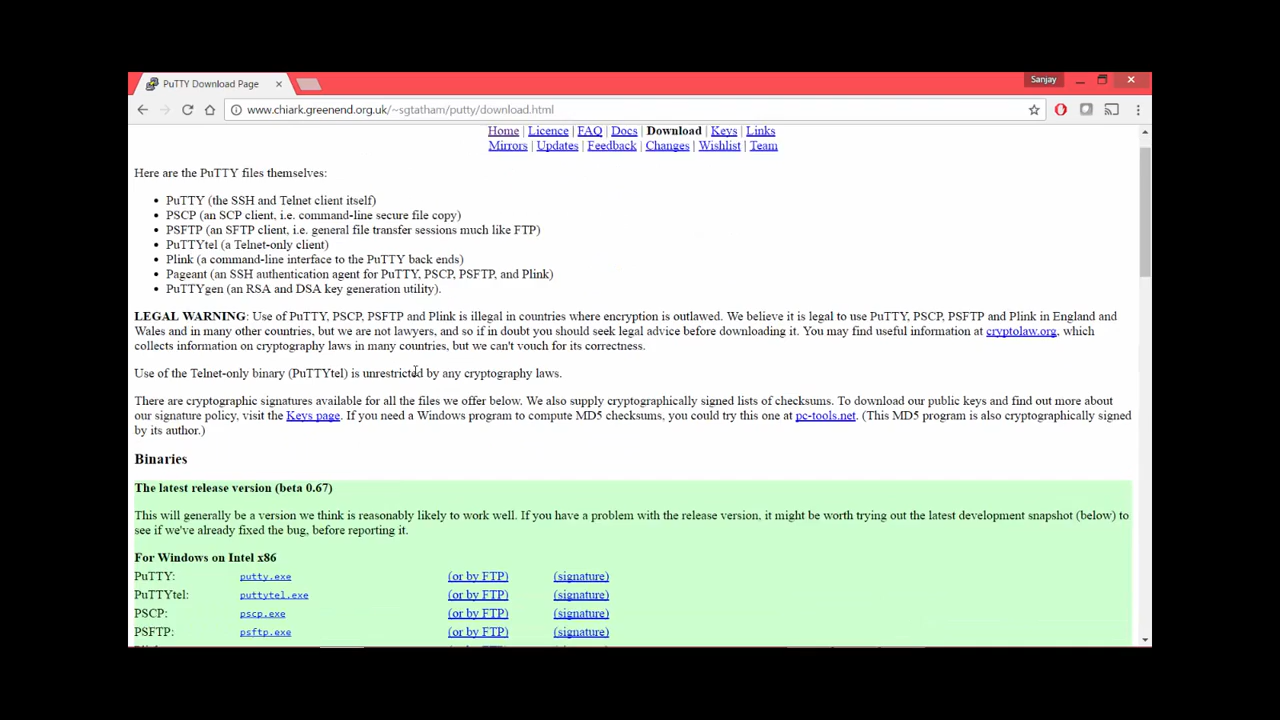 PuTTY Download Page
Sanjay
www.chiark.greenend.org.uk/~sgtatham/putty/download.html
Home | Licence | FAQ | Docs | Download | Keys | Links
Mirrors | Updates | Feedback | Changes | Wishlist | Team
Here are the PuTTY files themselves:
• PuTTY (the SSH and Telnet client itself)
• PSCP (an SCP client, i.e. command-line secure file copy)
• PSFTP (an SFTP client, i.e. general file transfer sessions much like FTP)
• PuTTYtel (a Telnet-only client)
• Plink (a command-line interface to the PuTTY back ends)
• Pageant (an SSH authentication agent for PuTTY, PSCP, PSFTP, and Plink)
• PuTTYgen (an RSA and DSA key generation utility).
LEGAL WARNING: Use of PuTTY, PSCP, PSFTP and Plink is illegal in countries where encryption is outlawed. We believe it is legal to use PuTTY, PSCP, PSFTP and Plink in England and
Wales and in many other countries, but we are not lawyers, and so if in doubt you should seek legal advice before downloading it. You may find useful information at cryptolaw.org, which
collects information on cryptography laws in many countries, but we can't vouch for its correctness.
Use of the Telnet-only binary (PuTTYtel) is unrestricted by any cryptography laws.
There are cryptographic signatures available for all the files we offer below. We also supply cryptographically signed lists of checksums. To download our public keys and find out more about
our signature policy, visit the Keys page. If you need a Windows program to compute MD5 checksums, you could try this one at pc-tools.net. (This MD5 program is also cryptographically signed
by its author.)
Binaries
The latest release version (beta 0.67)
This will generally be a version we think is reasonably likely to work well. If you have a problem with the release version, it might be worth trying out the latest development snapshot (below) to
see if we've already fixed the bug, before reporting it.
For Windows on Intel x86
PuTTY: putty.exe (or by FTP) (signature)
PuTTYtel: puttytel.exe (or by FTP) (signature)
PSCP: pscp.exe (or by FTP) (signature)
PSFTP: psftp.exe (or by FTP) (signature)